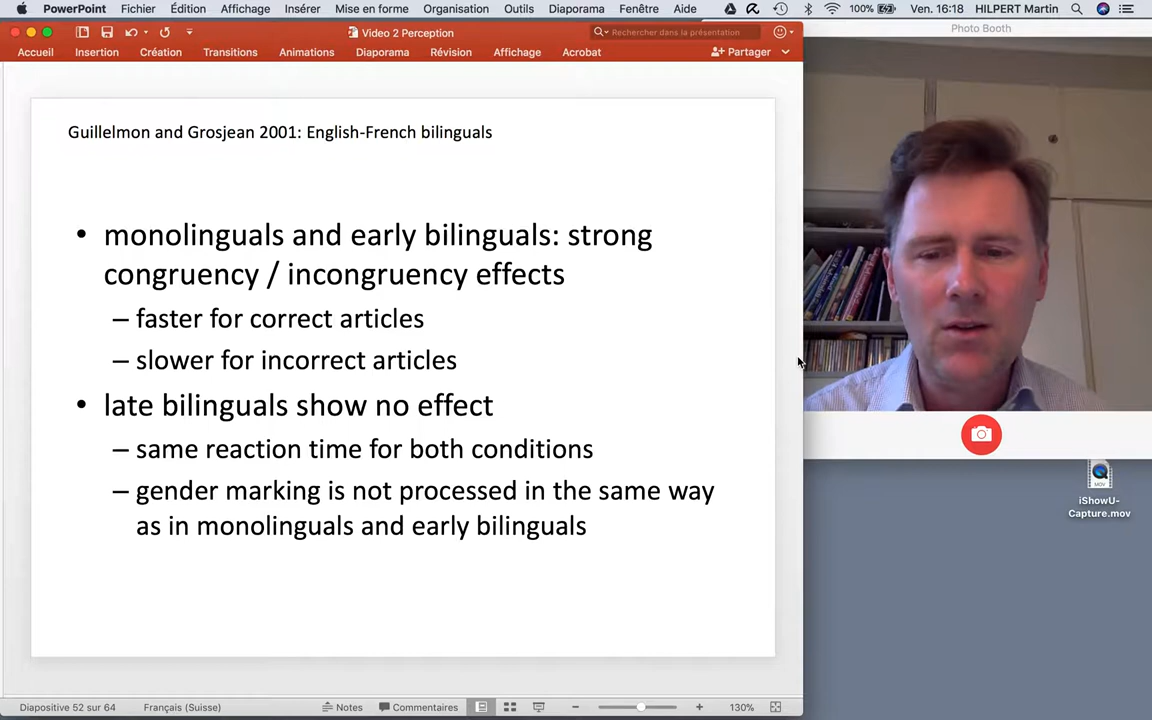 PowerPoint Fichier Édition Affichage Insérer Mise en forme Organisation Outils Diaporama Fenêtre Aide 100% Ven. 16:18 HILPERT Martin
Video 2 Perception
Rechercher dans la présentation
Photo Booth
Accueil Insertion Création Transitions Animations Diaporama Révision Affichage Acrobat Partager
Guillelmon and Grosjean 2001: English-French bilinguals
• monolinguals and early bilinguals: strong
congruency / incongruency effects
– faster for correct articles
– slower for incorrect articles
• late bilinguals show no effect
– same reaction time for both conditions
– gender marking is not processed in the same way
as in monolinguals and early bilinguals
MOV
iShowU-
Capture.mov
Diapositive 52 sur 64 Français (Suisse) Notes Commentaires 130%